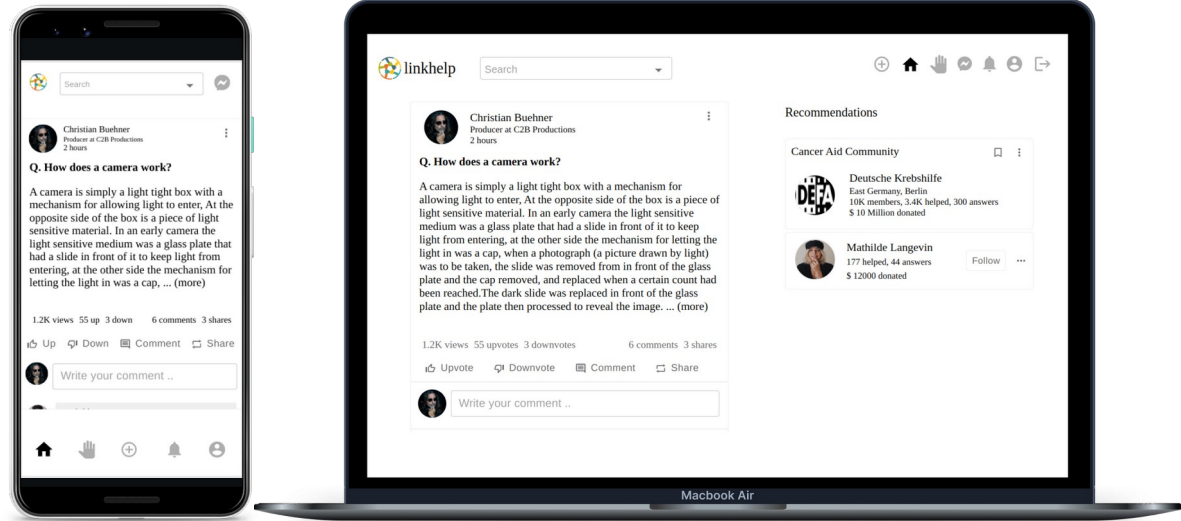 Search
Christian Buehner
Producer at C2B Productions
2 hours
Q. How does a camera work?
A camera is simply a light tight box with a
mechanism for allowing light to enter, At the
opposite side of the box is a piece of light
sensitive material. In an early camera the
light sensitive medium was a glass plate that
had a slide in front of it to keep light from
entering, at the other side the mechanism for
letting the light in was a cap, ... (more)
1.2K views 55 up 3 down 6 comments 3 shares
Up Down Comment Share
Write your comment ..
linkhelp
Search
Christian Buehner
Producer at C2B Productions
2 hours
Q. How does a camera work?
A camera is simply a light tight box with a mechanism for
allowing light to enter, At the opposite side of the box is a piece of
light sensitive material. In an early camera the light sensitive
medium was a glass plate that had a slide in front of it to keep
light from entering, at the other side the mechanism for letting the
light in was a cap, when a photograph (a picture drawn by light)
was to be taken, the slide was removed from in front of the glass
plate and the cap removed, and replaced when a certain count had
been reached.The dark slide was replaced in front of the glass
plate and the plate then processed to reveal the image. ... (more)
1.2K views 55 upvotes 3 downvotes 6 comments 3 shares
Upvote Downvote Comment Share
Write your comment ..
Recommendations
Cancer Aid Community
DEFA
Deutsche Krebshilfe
East Germany, Berlin
10K members, 3.4K helped, 300 answers
$ 10 Million donated
Mathilde Langevin
177 helped, 44 answers
$ 12000 donated
Follow
Macbook Air